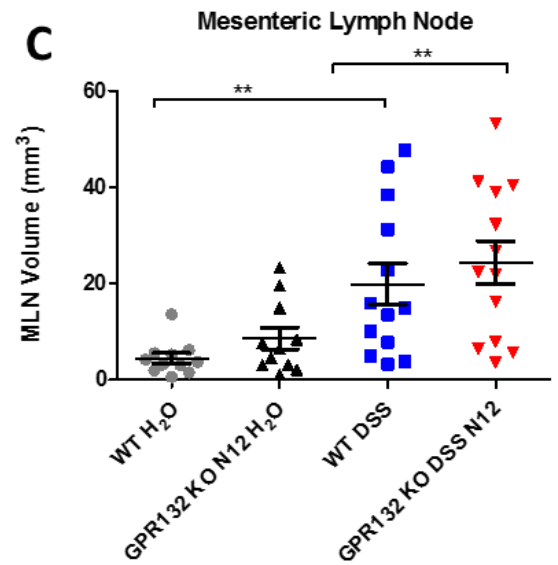 C
Mesenteric Lymph Node
**
**
MLN Volume (mm³)
60
40
20
0
WT H₂O
GPR132 KO N12 H₂O
WT DSS
GPR132 KO DSS N12